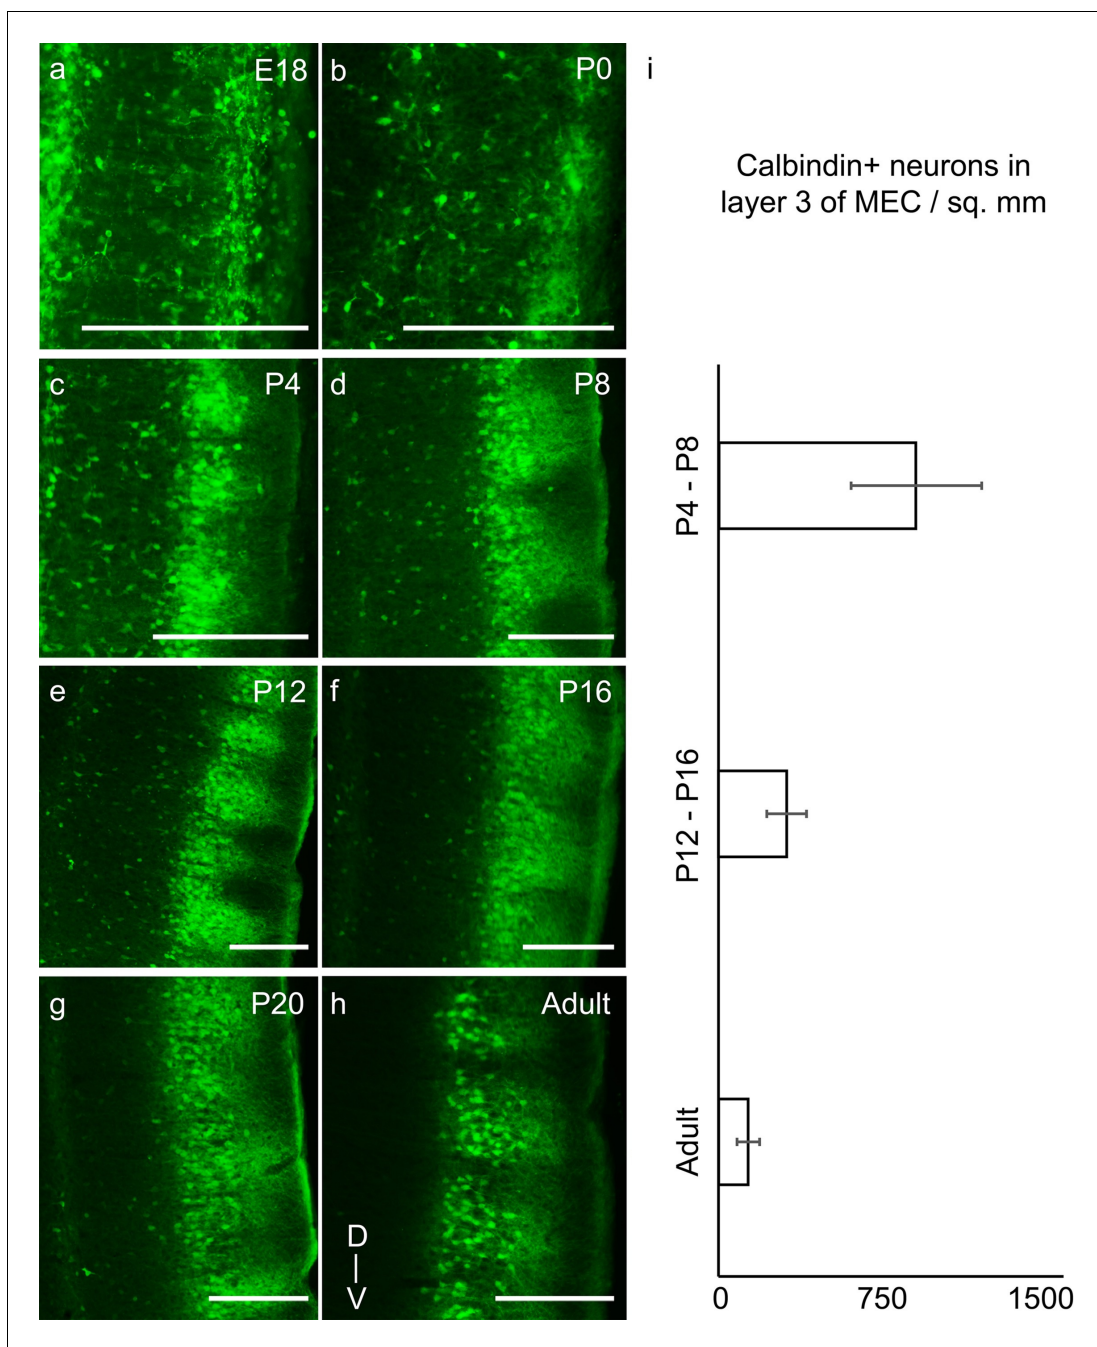 a
E18
b
P0
i
Calbindin+ neurons in
layer 3 of MEC / sq. mm
c
P4
d
P8
P4 - P8
e
P12
f
P16
P12 - P16
g
P20
h
Adult
Adult
D
V
0
750
1500